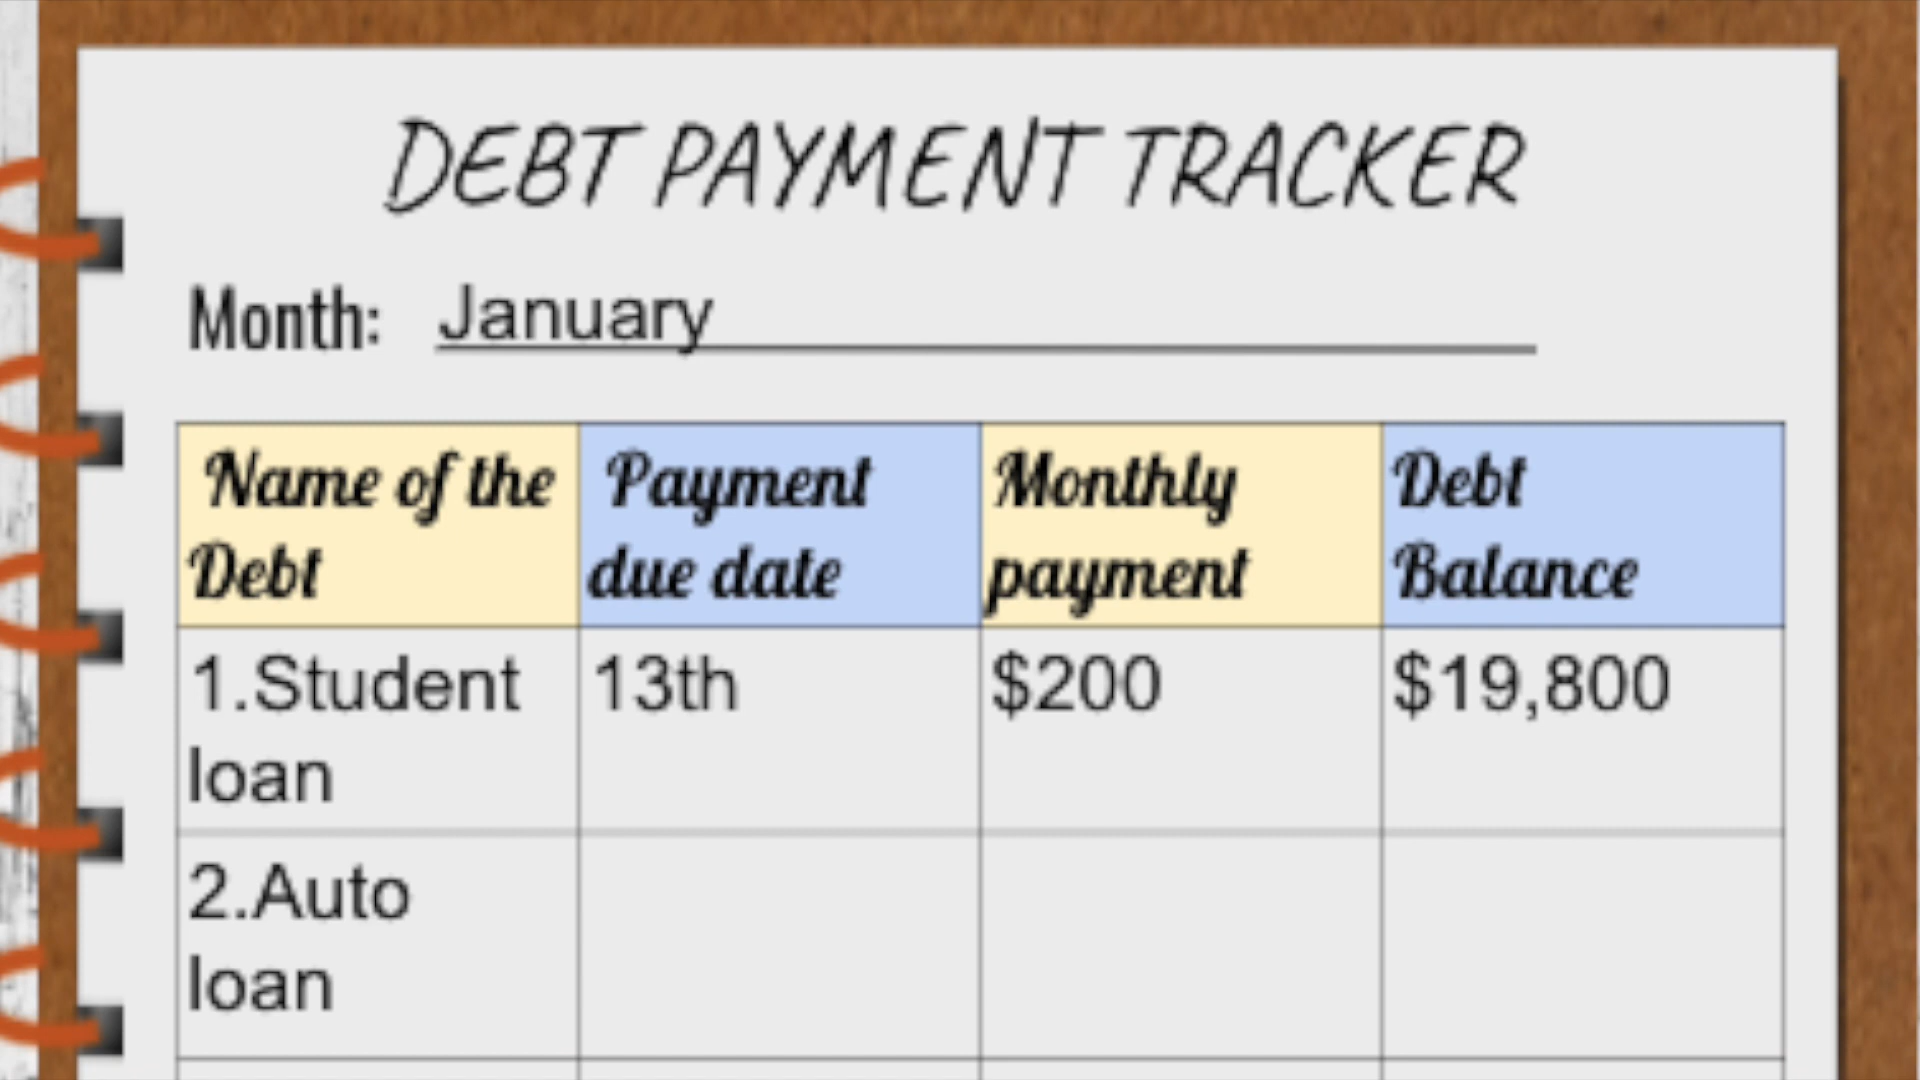 DEBT PAYMENT TRACKER
Month: January
Name of the
Debt
Payment
due date
Monthly
payment
Debt
Balance
1.Student
loan
13th
$200
$19,800
2.Auto
loan